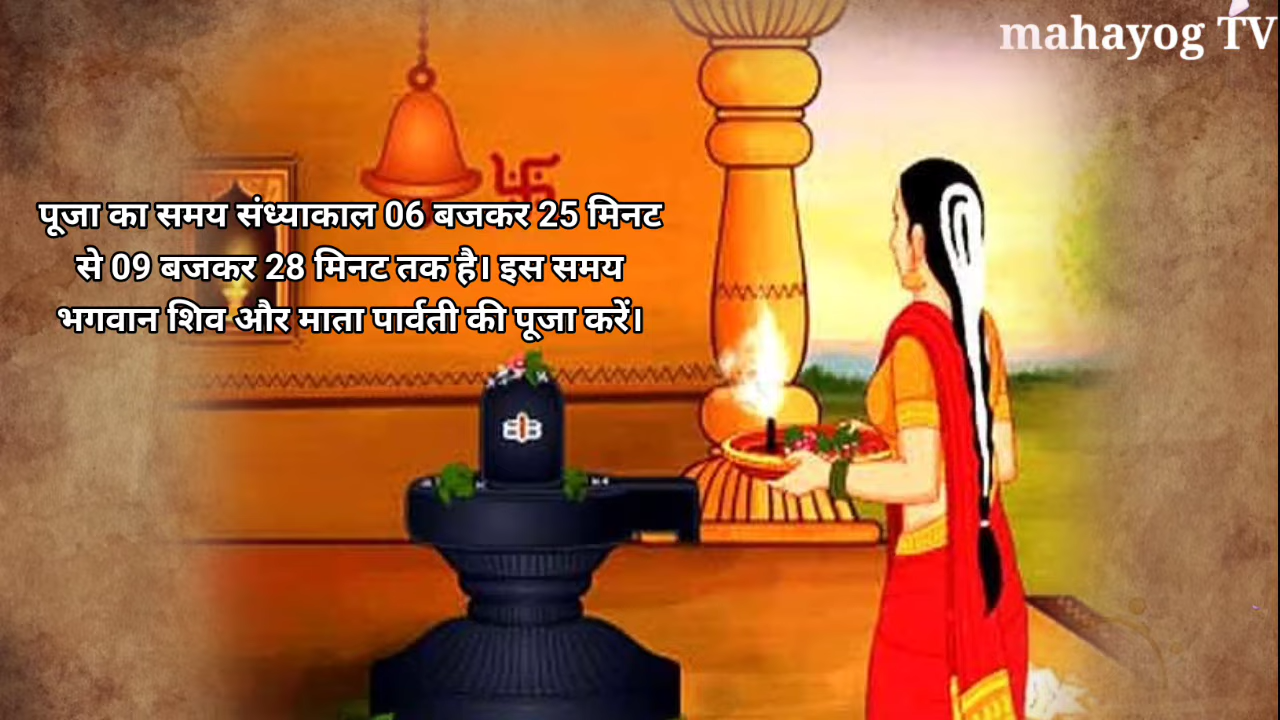 mahayog TV
पूजा का समय संध्याकाल 06 बजकर 25 मिनट
से 09 बजकर 28 मिनट तक है। इस समय
भगवान शिव और माता पार्वती की पूजा करें।